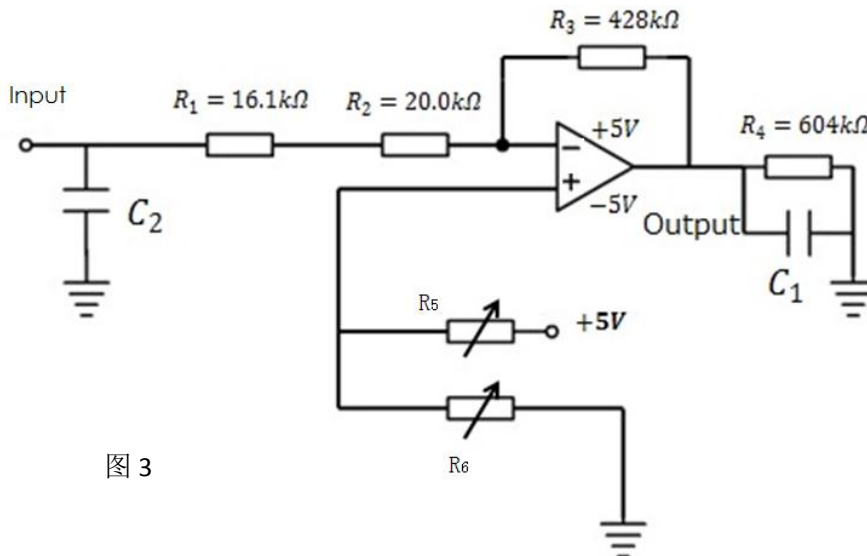 R₃ = 428kΩ
Input
R₁ = 16.1kΩ
R₂ = 20.0kΩ
+5V
R₄ = 604kΩ
−
+
−5V
C₂
Output
C₁
R₅
+5V
R₆
图 3